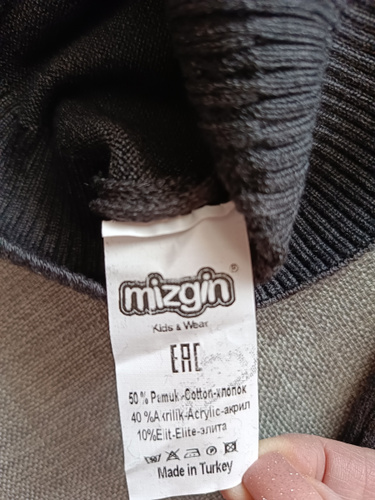 mizgin®
Kids & Wear
EAC
50 % Pamuk-Cotton-хлопок
40 %Akrilik-Acrylic-акрил
10%Elit-Elite-элита
Made in Turkey